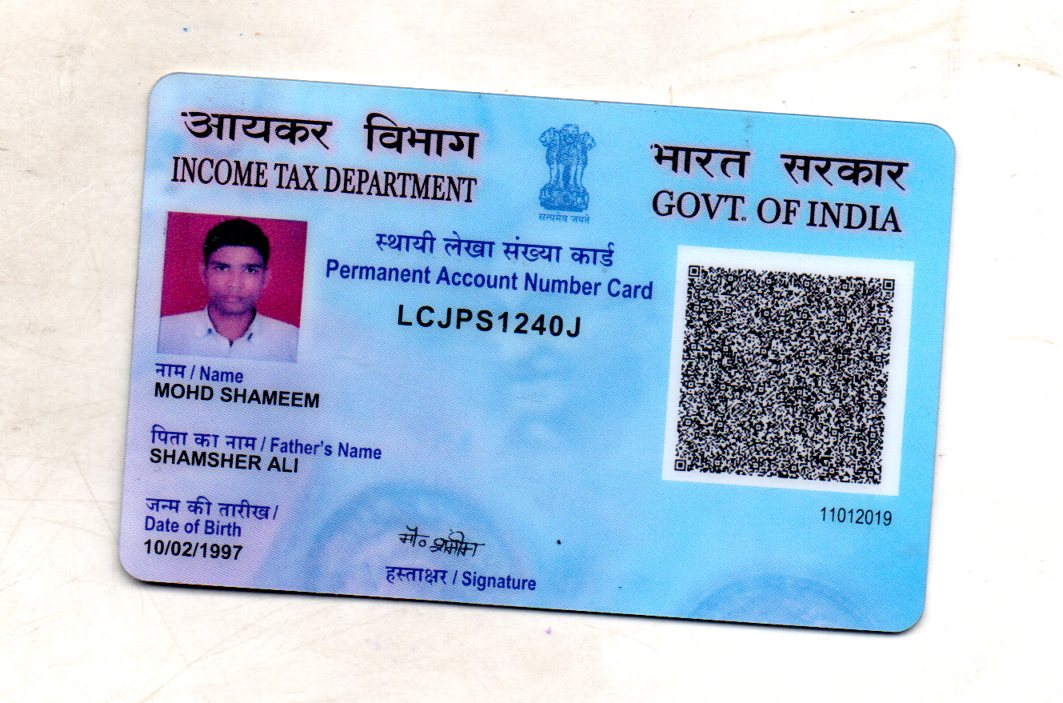 आयकर विभाग
INCOME TAX DEPARTMENT
सत्यमेव जयते
भारत सरकार
GOVT. OF INDIA
स्थायी लेखा संख्या कार्ड
Permanent Account Number Card
LCJPS1240J
नाम / Name
MOHD SHAMEEM
पिता का नाम / Father's Name
SHAMSHER ALI
जन्म की तारीख /
Date of Birth
10/02/1997
मो० शमीम
हस्ताक्षर / Signature
11012019